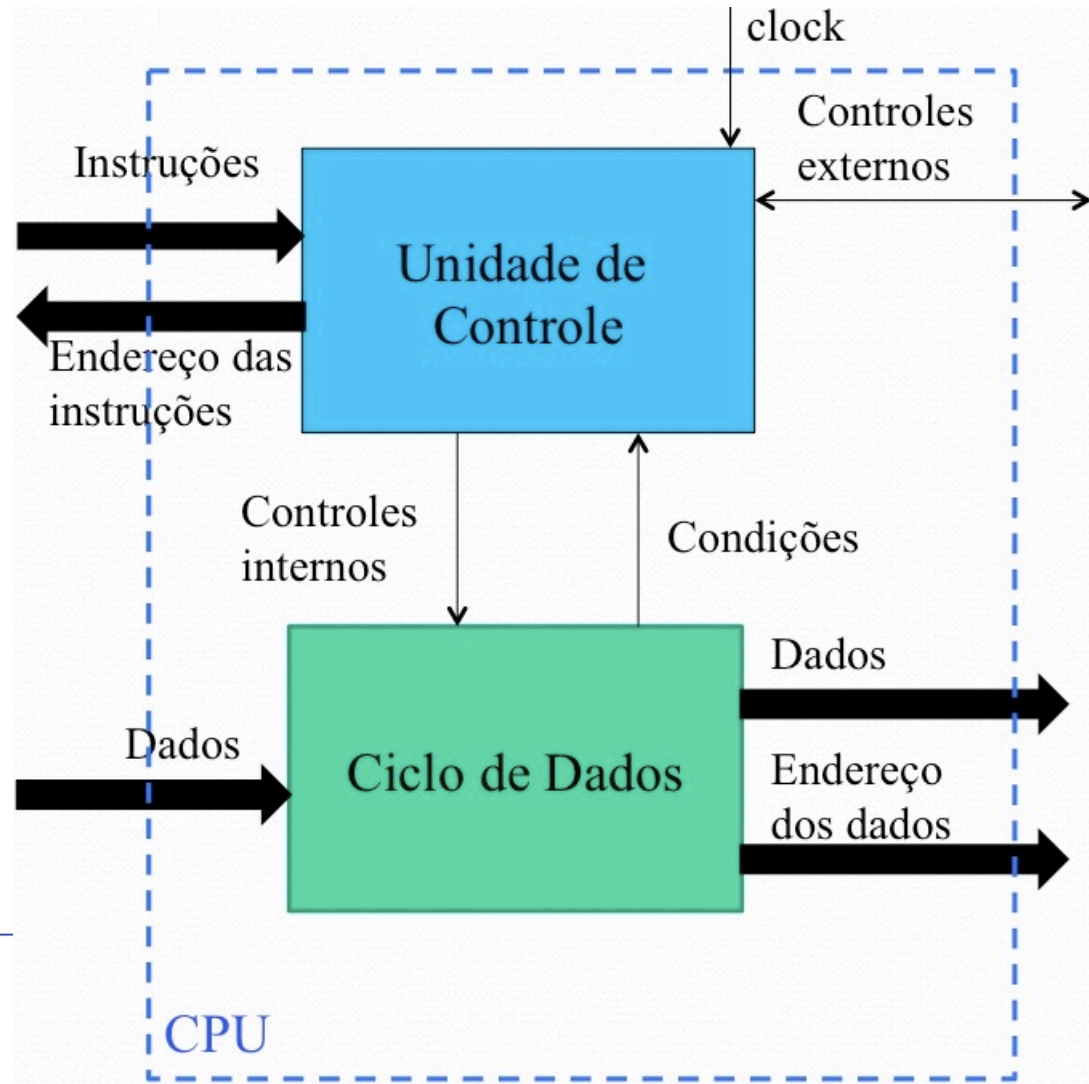 clock
Controles
externos
Instruções
Unidade de
Controle
Endereço das
instruções
Controles
internos
Condições
Dados
Dados
Ciclo de Dados
Endereço
dos dados
CPU